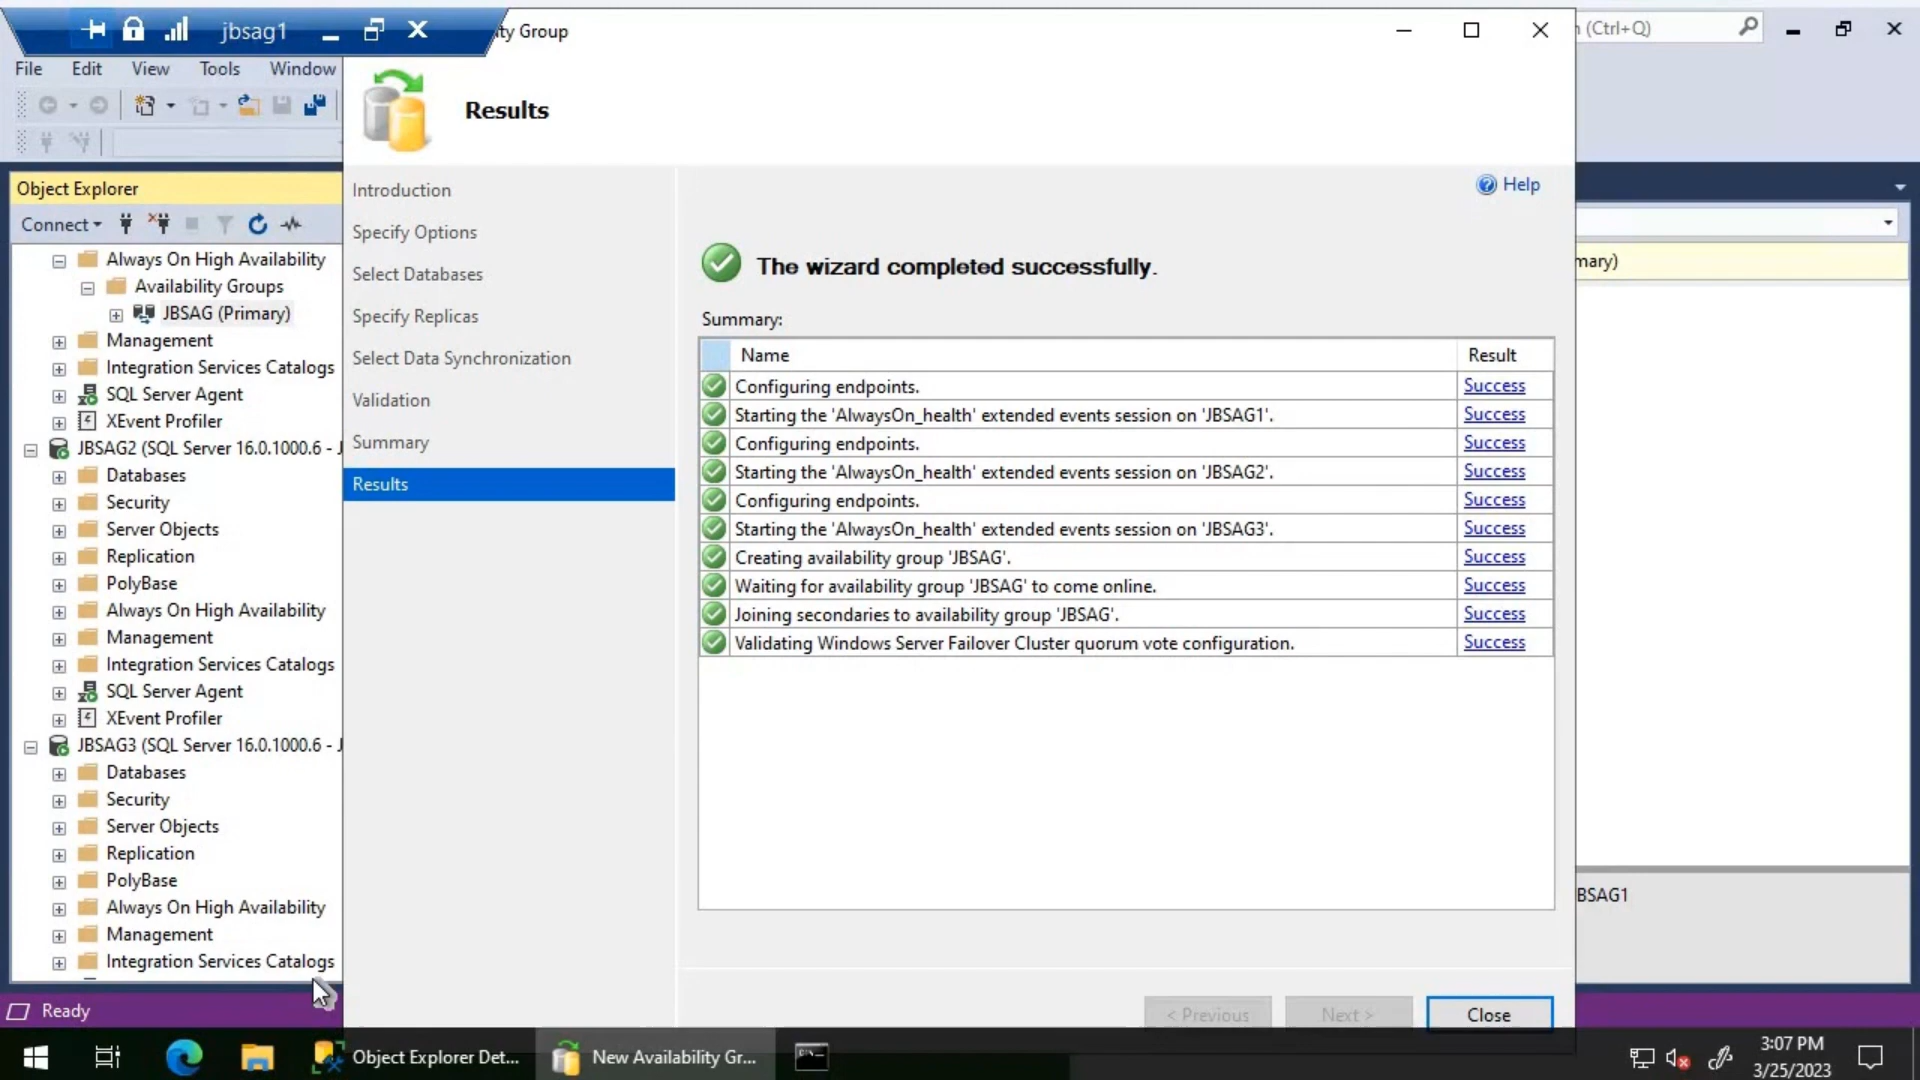 jbsag1
ty Group
(Ctrl+Q)
File Edit View Tools Window
Results
Object Explorer
Connect
Always On High Availability
Availability Groups
JBSAG (Primary)
Management
Integration Services Catalogs
SQL Server Agent
XEvent Profiler
JBSAG2 (SQL Server 16.0.1000.6 - J
Databases
Security
Server Objects
Replication
PolyBase
Always On High Availability
Management
Integration Services Catalogs
SQL Server Agent
XEvent Profiler
JBSAG3 (SQL Server 16.0.1000.6 - J
Databases
Security
Server Objects
Replication
PolyBase
Always On High Availability
Management
Integration Services Catalogs
Ready
Introduction
Specify Options
Select Databases
Specify Replicas
Select Data Synchronization
Validation
Summary
Results
Help
The wizard completed successfully.
Summary:
Name Result
Configuring endpoints. Success
Starting the 'AlwaysOn_health' extended events session on 'JBSAG1'. Success
Configuring endpoints. Success
Starting the 'AlwaysOn_health' extended events session on 'JBSAG2'. Success
Configuring endpoints. Success
Starting the 'AlwaysOn_health' extended events session on 'JBSAG3'. Success
Creating availability group 'JBSAG'. Success
Waiting for availability group 'JBSAG' to come online. Success
Joining secondaries to availability group 'JBSAG'. Success
Validating Windows Server Failover Cluster quorum vote configuration. Success
< Previous Next > Close
mary)
BSAG1
Object Explorer Det...
New Availability Gr...
3:07 PM
3/25/2023